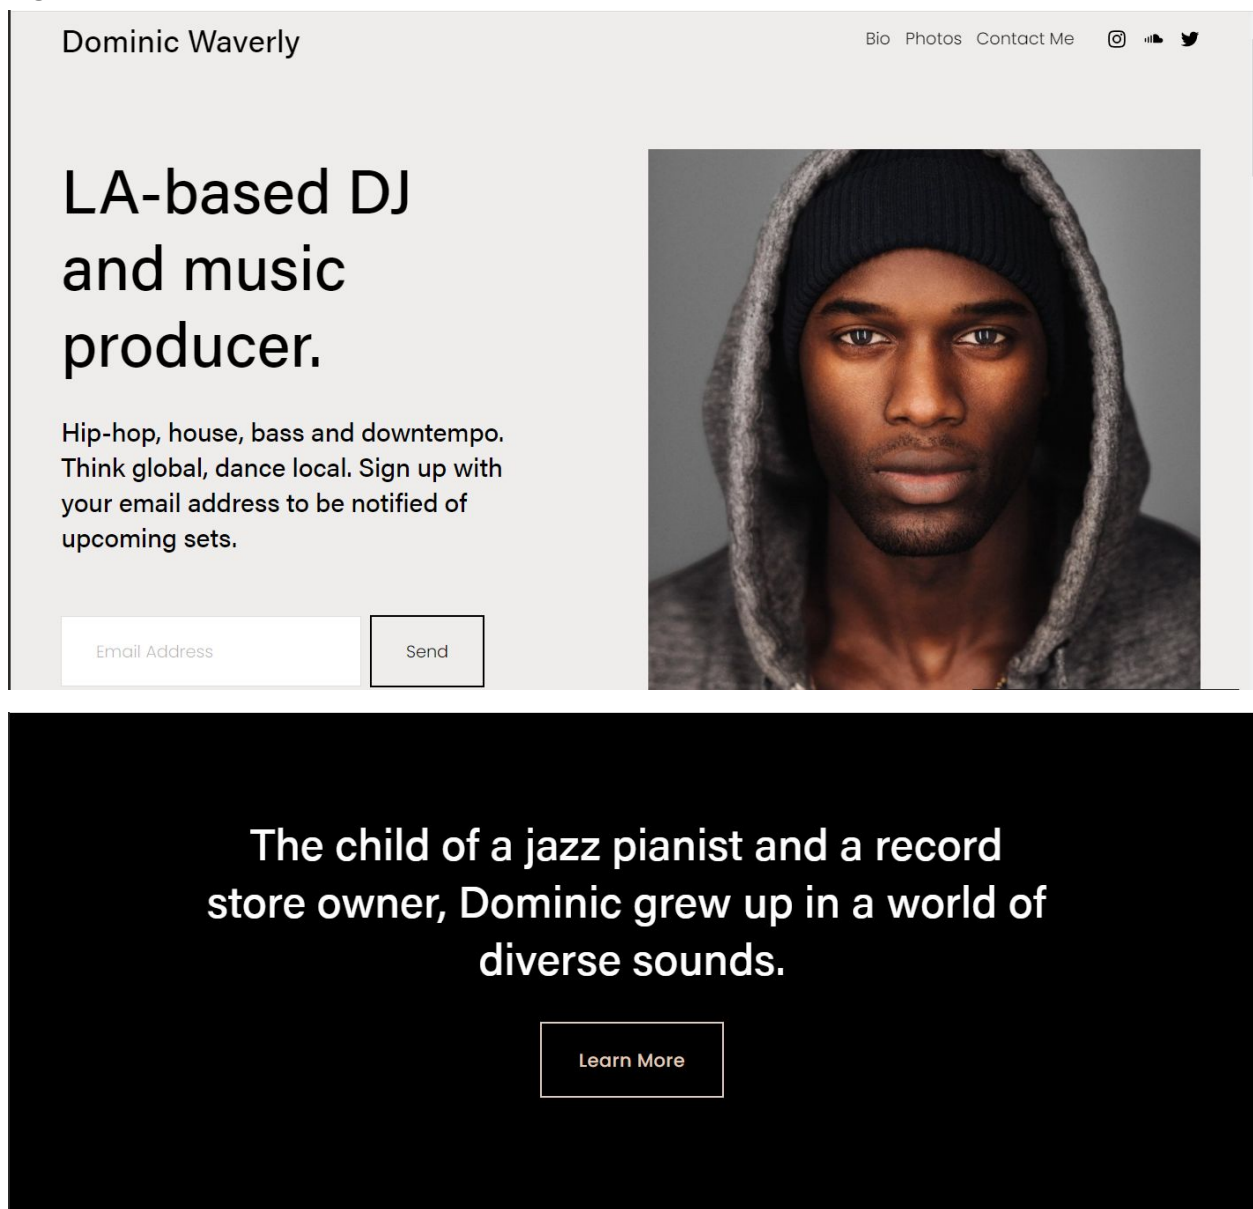 Dominic Waverly
Bio Photos Contact Me
LA-based DJ
and music
producer.
Hip-hop, house, bass and downtempo.
Think global, dance local. Sign up with
your email address to be notified of
upcoming sets.
Email Address
Send
The child of a jazz pianist and a record
store owner, Dominic grew up in a world of
diverse sounds.
Learn More